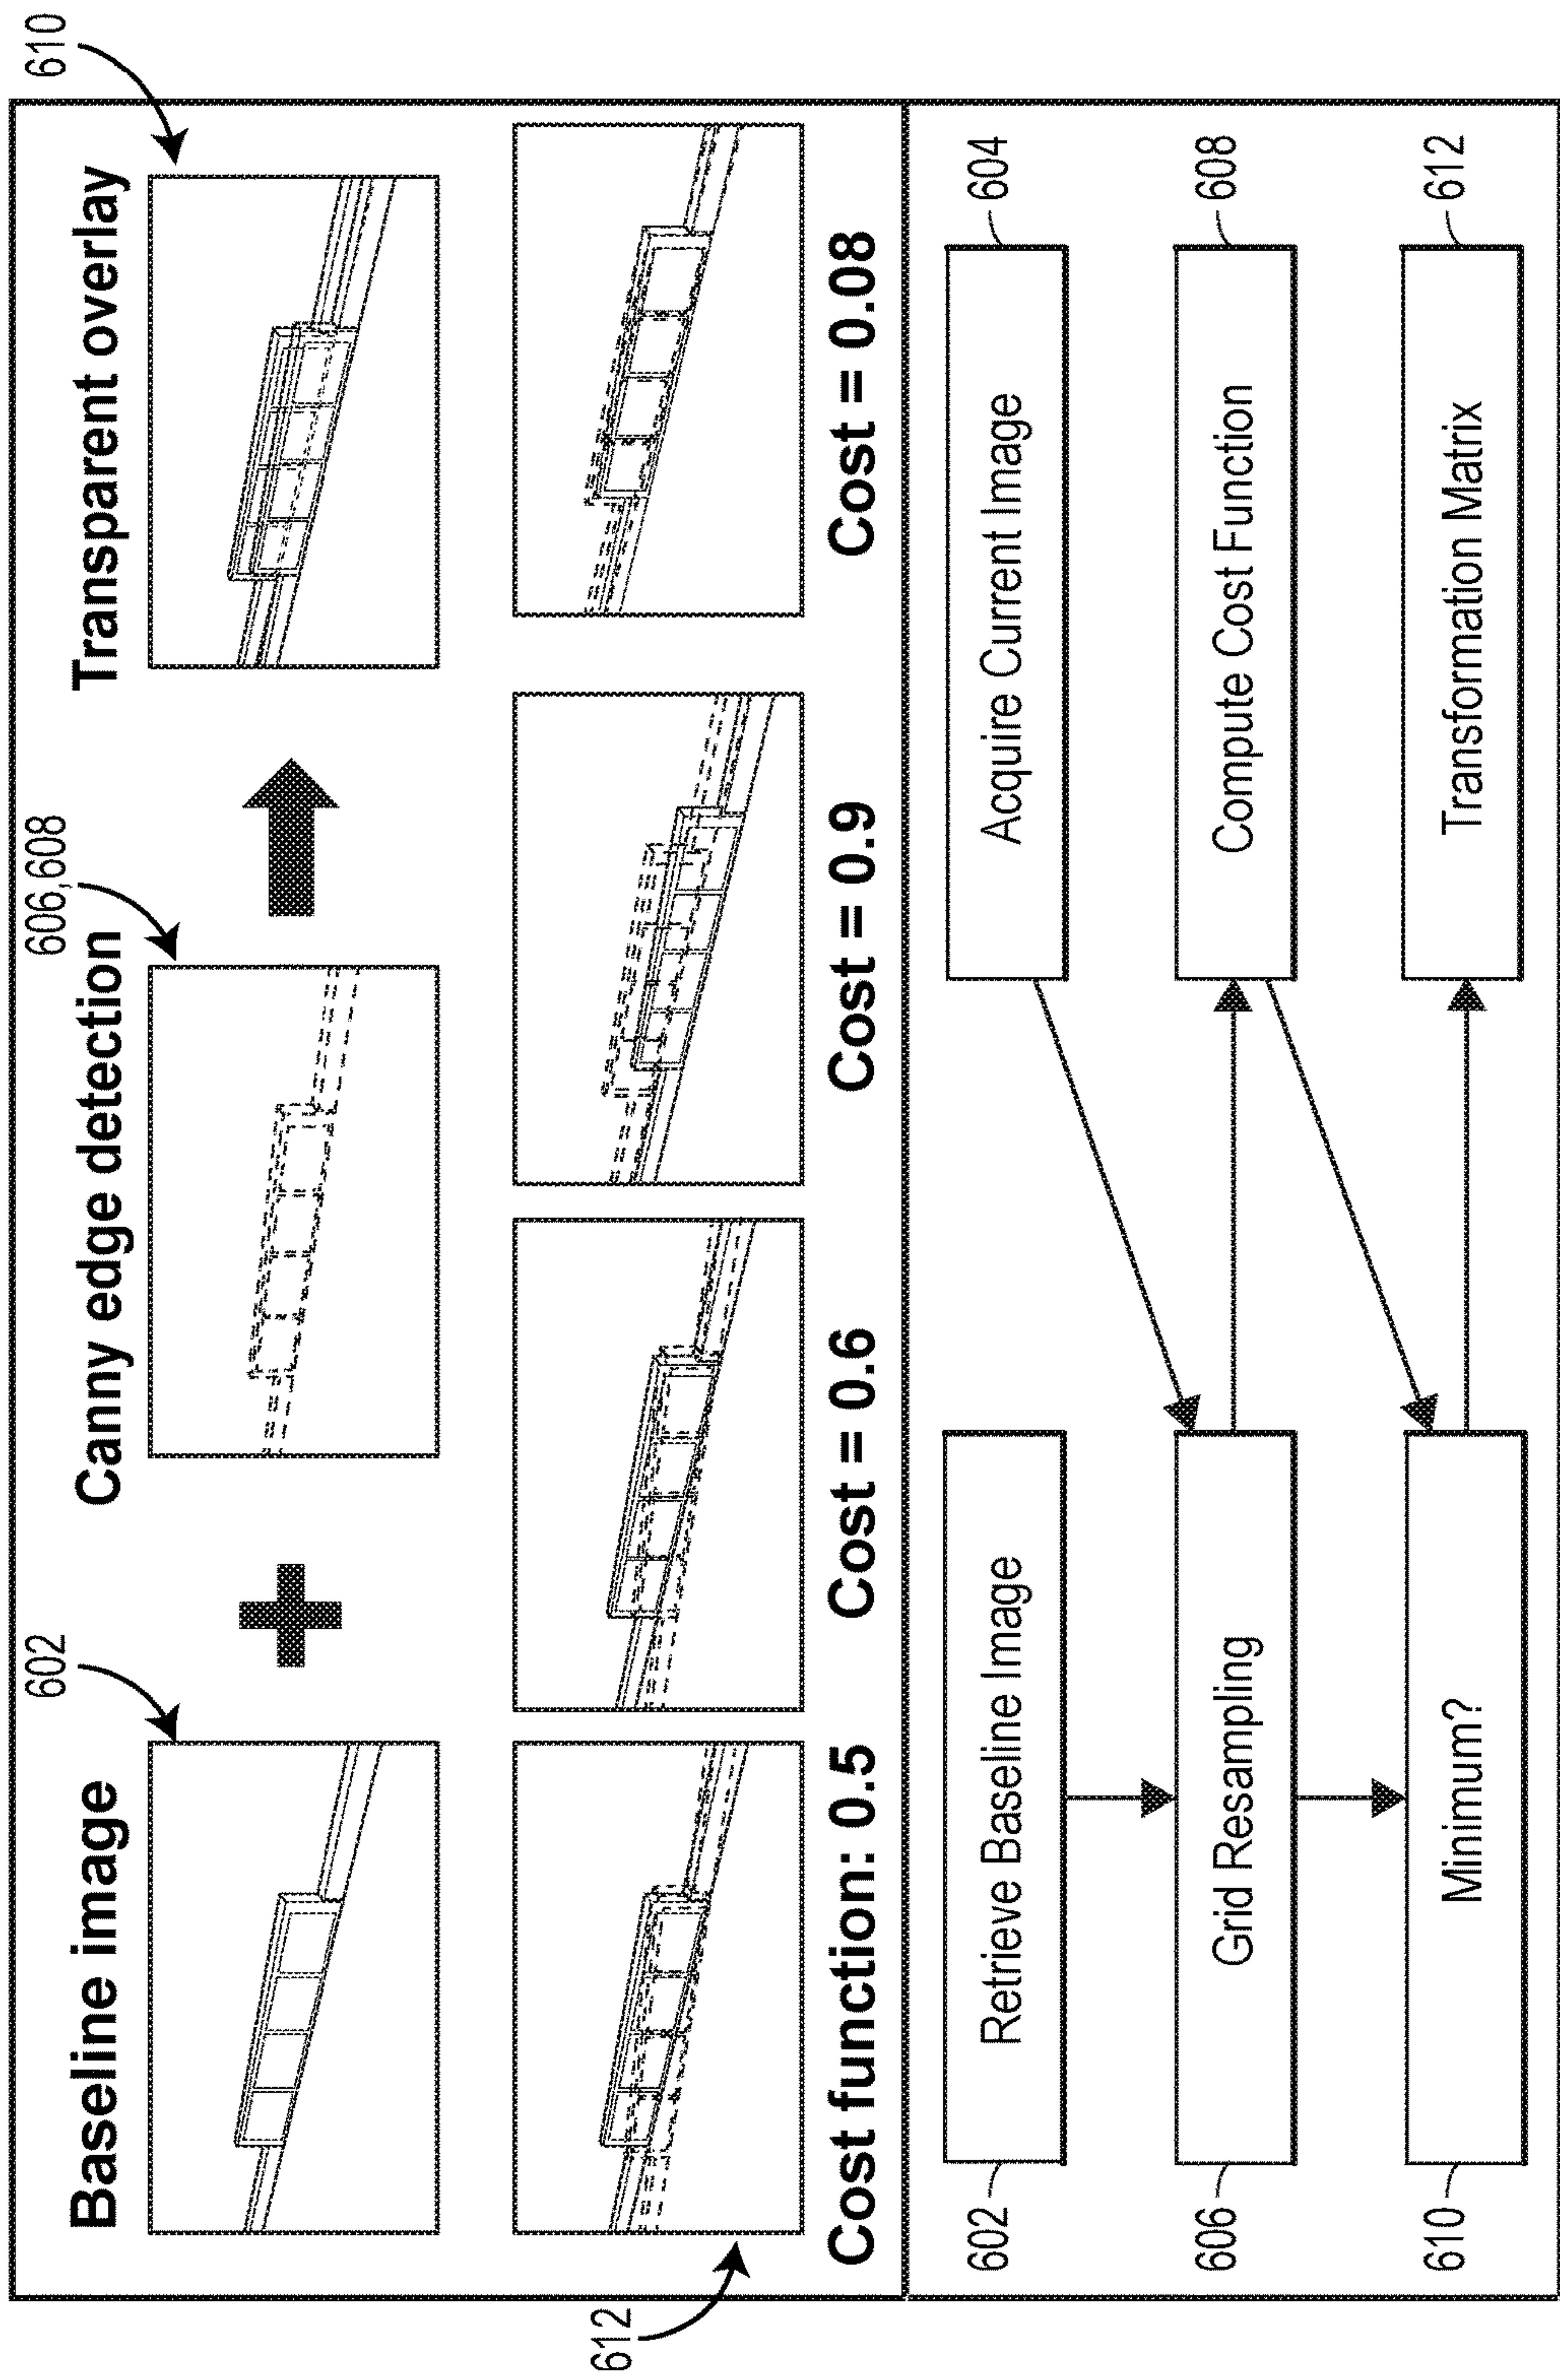 602
606,608
610
Baseline image
Canny edge detection
Transparent overlay
612
Cost function: 0.5
Cost = 0.6
Cost = 0.9
Cost = 0.08
602
Retrieve Baseline Image
Acquire Current Image
604
606
Grid Resampling
Compute Cost Function
608
610
Minimum?
Transformation Matrix
612